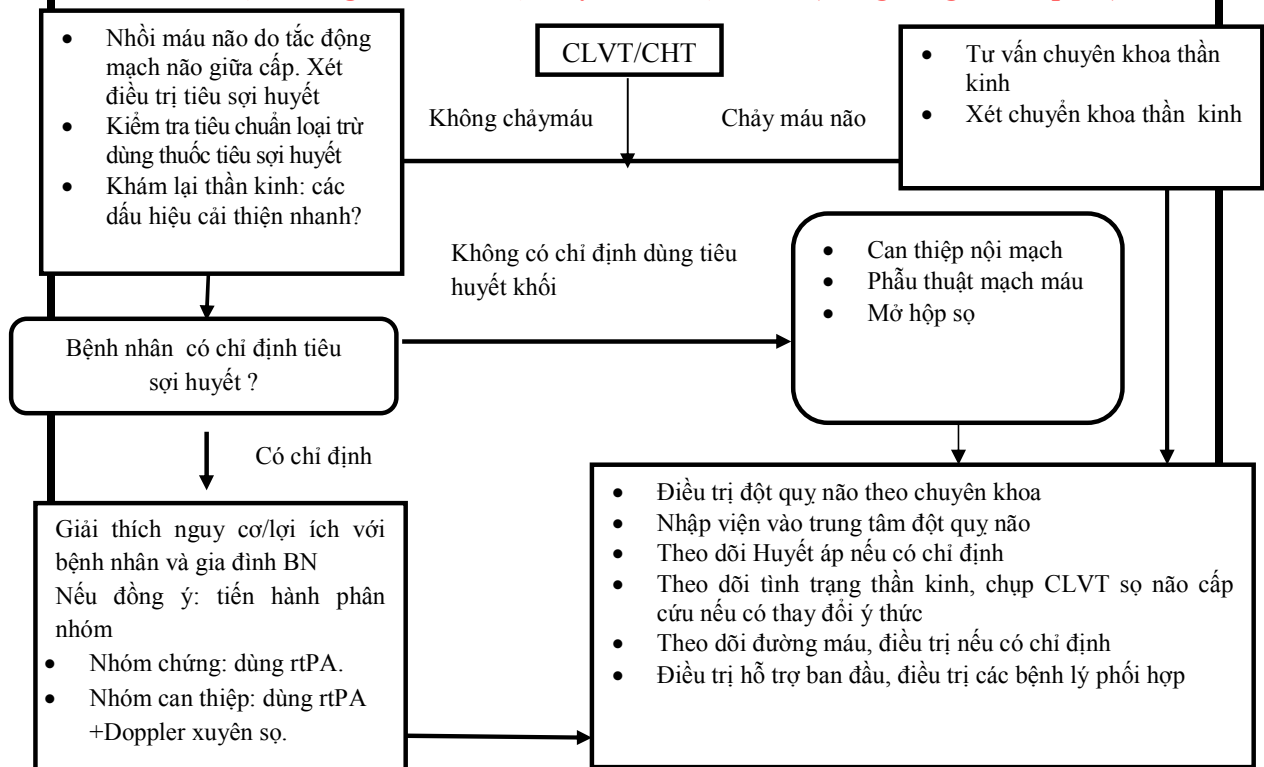 CLVT/CHT
Không chảymáu
Chảy máu não
• Nhồi máu não do tắc động
mạch não giữa cấp. Xét
điều trị tiêu sợi huyết
• Kiểm tra tiêu chuẩn loại trừ
dùng thuốc tiêu sợi huyết
• Khám lại thần kinh: các
dấu hiệu cải thiện nhanh?
• Tư vấn chuyên khoa thần
kinh
• Xét chuyển khoa thần kinh
Bệnh nhân có chỉ định tiêu
sợi huyết ?
Không có chỉ định dùng tiêu
huyết khối
• Can thiệp nội mạch
• Phẫu thuật mạch máu
• Mở hộp sọ
Có chỉ định
Giải thích nguy cơ/lợi ích với
bệnh nhân và gia đình BN
Nếu đồng ý: tiến hành phân
nhóm
• Nhóm chứng: dùng rtPA.
• Nhóm can thiệp: dùng rtPA
+Doppler xuyên sọ.
• Điều trị đột quỵ não theo chuyên khoa
• Nhập viện vào trung tâm đột quỵ não
• Theo dõi Huyết áp nếu có chỉ định
• Theo dõi tình trạng thần kinh, chụp CLVT sọ não cấp
cứu nếu có thay đổi ý thức
• Theo dõi đường máu, điều trị nếu có chỉ định
• Điều trị hỗ trợ ban đầu, điều trị các bệnh lý phối hợp